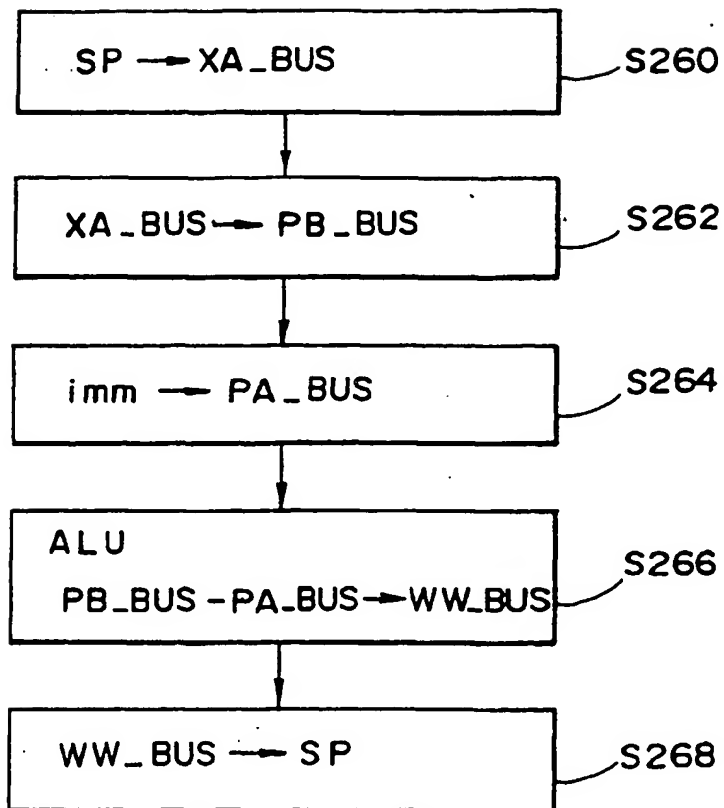 SP → XA_BUS
S260
XA_BUS → PB_BUS
S262
imm → PA_BUS
S264
ALU
PB_BUS - PA_BUS → WW_BUS
S266
WW_BUS → SP
S268